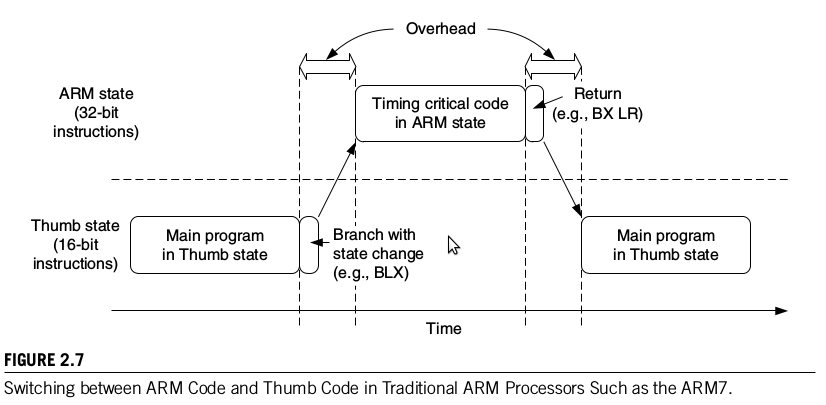 Overhead
ARM state
(32-bit
instructions)
Timing critical code
in ARM state
Return
(e.g., BX LR)
Thumb state
(16-bit
instructions)
Main program
in Thumb state
Branch with
state change
(e.g., BLX)
Main program
in Thumb state
Time
FIGURE 2.7
Switching between ARM Code and Thumb Code in Traditional ARM Processors Such as the ARM7.